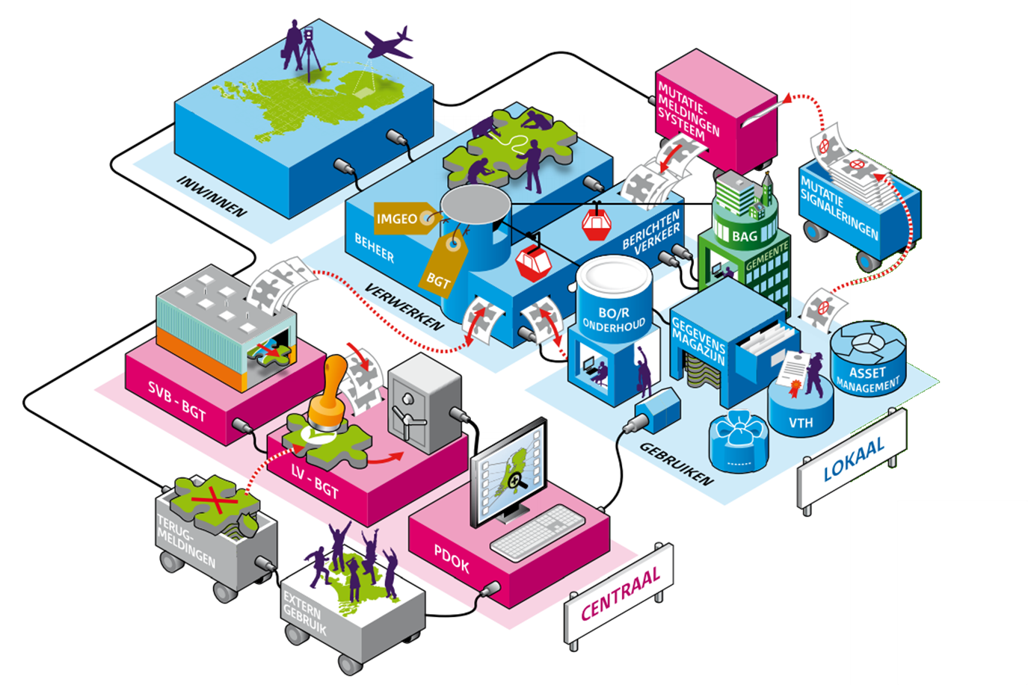 INWINNEN
MUTATIE-
MELDINGEN
SYSTEEM
MUTATIE
SIGNALERINGEN
IMGEO
BGT
BEHEER
BERICHTEN
VERKEER
VERWERKEN
BAG
GEMEENTE
BO/R
ONDERHOUD
GEGEVENS
MAGAZIJN
ASSET
MANAGEMENT
VTH
GEBRUIKEN
LOKAAL
SVB - BGT
LV - BGT
PDOK
TERUG-
MELDINGEN
EXTERN
GEBRUIK
CENTRAAL